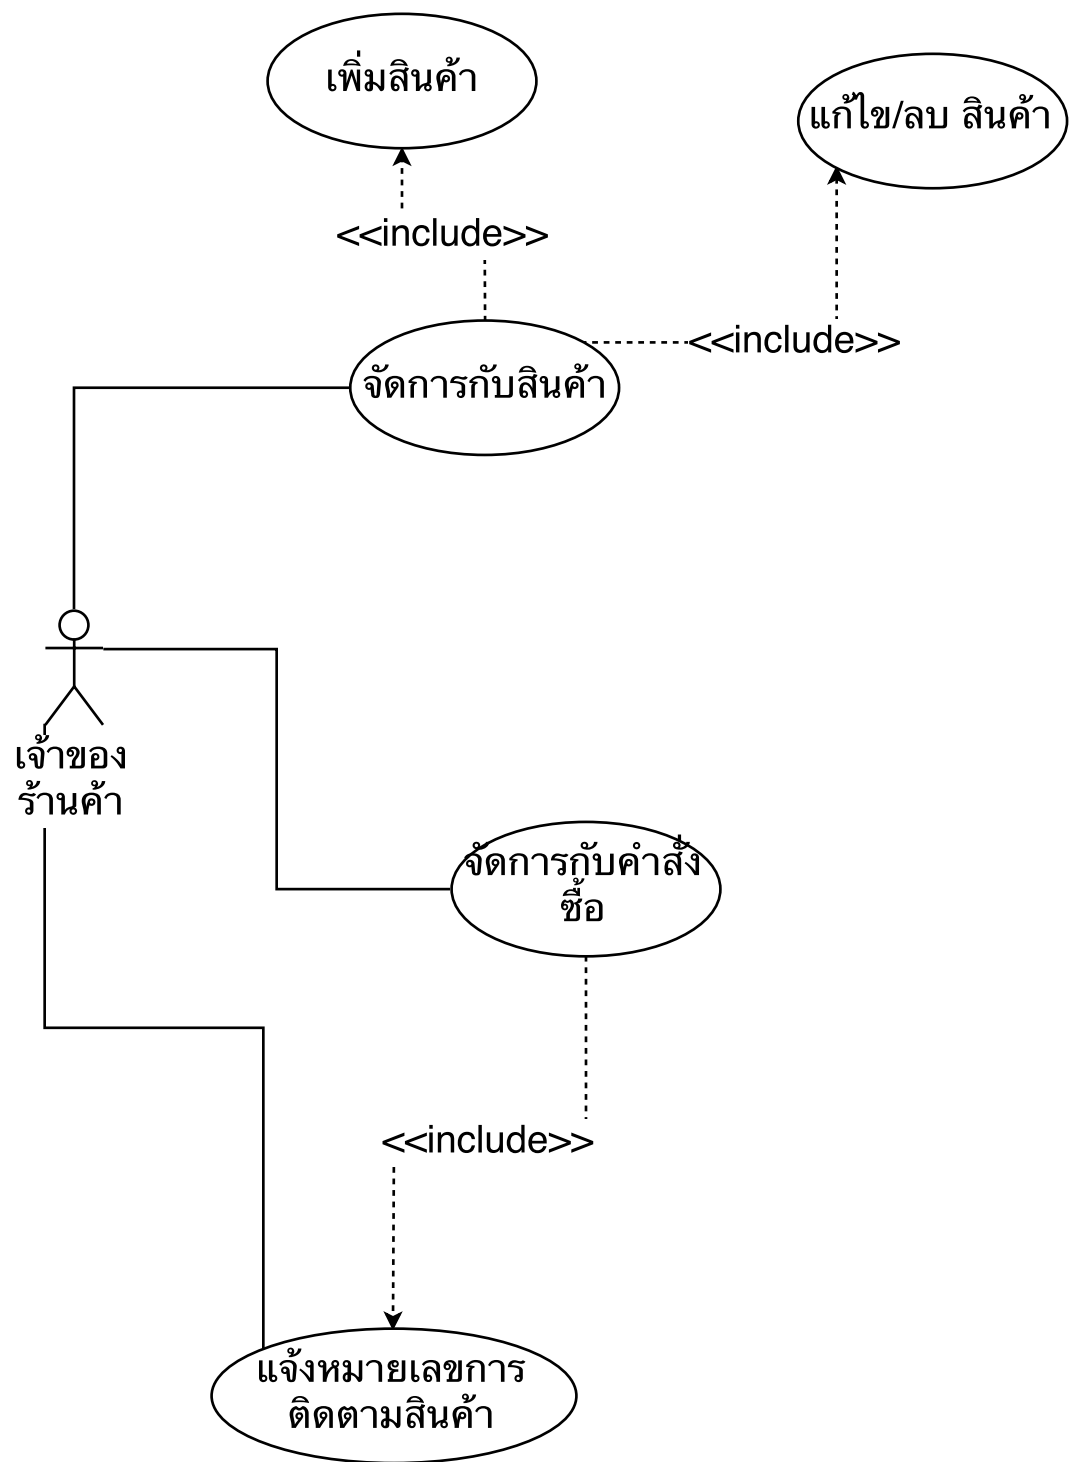 เพิ่มสินค้า
แก้ไข/ลบ สินค้า
<<include>>
<<include>>
จัดการกับสินค้า
เจ้าของ
ร้านค้า
จัดการกับคำสั่ง
ซื้อ
<<include>>
แจ้งหมายเลขการ
ติดตามสินค้า